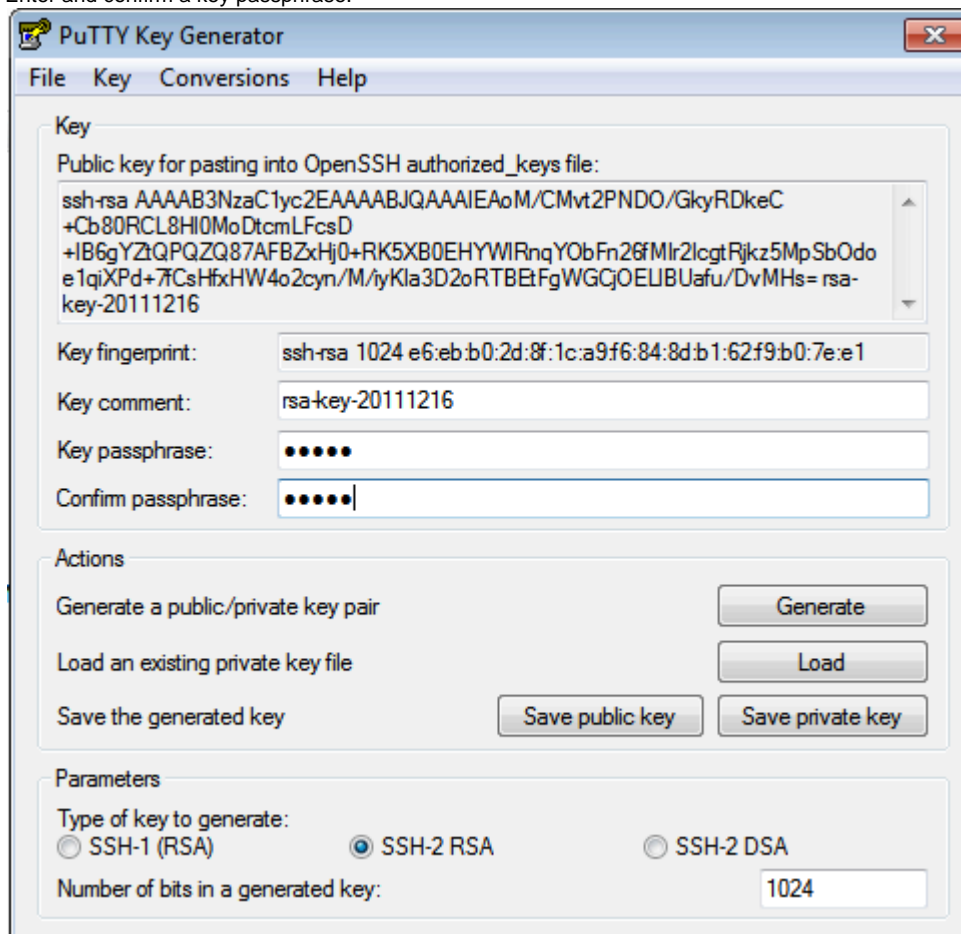 Enter and confirm a key passphrase.
PuTTY Key Generator
File Key Conversions Help
Key
Public key for pasting into OpenSSH authorized_keys file:
ssh-rsa AAAAB3NzaC1yc2EAAAABJQAAAIEAoM/CMvt2PNDO/GkyRDkeC
+Cb80RCL8HI0MoDtcmLFcsD
+IB6gYZtQPQZQ87AFBZxHj0+RK5XB0EHYWIRnqYObFn26fMIr2IcgtRjkz5MpSbOdo
e1qiXPd+7fCsHfxHW4o2cyn/M/iyKIa3D2oRTBEtFgWGCjOELIBUafu/DvMHs= rsa-
key-20111216
Key fingerprint: ssh-rsa 1024 e6:eb:b0:2d:8f:1c:a9:f6:84:8d:b1:62:f9:b0:7e:e1
Key comment: rsa-key-20111216
Key passphrase: •••••
Confirm passphrase: •••••
Actions
Generate a public/private key pair Generate
Load an existing private key file Load
Save the generated key Save public key Save private key
Parameters
Type of key to generate:
SSH-1 (RSA) SSH-2 RSA SSH-2 DSA
Number of bits in a generated key: 1024